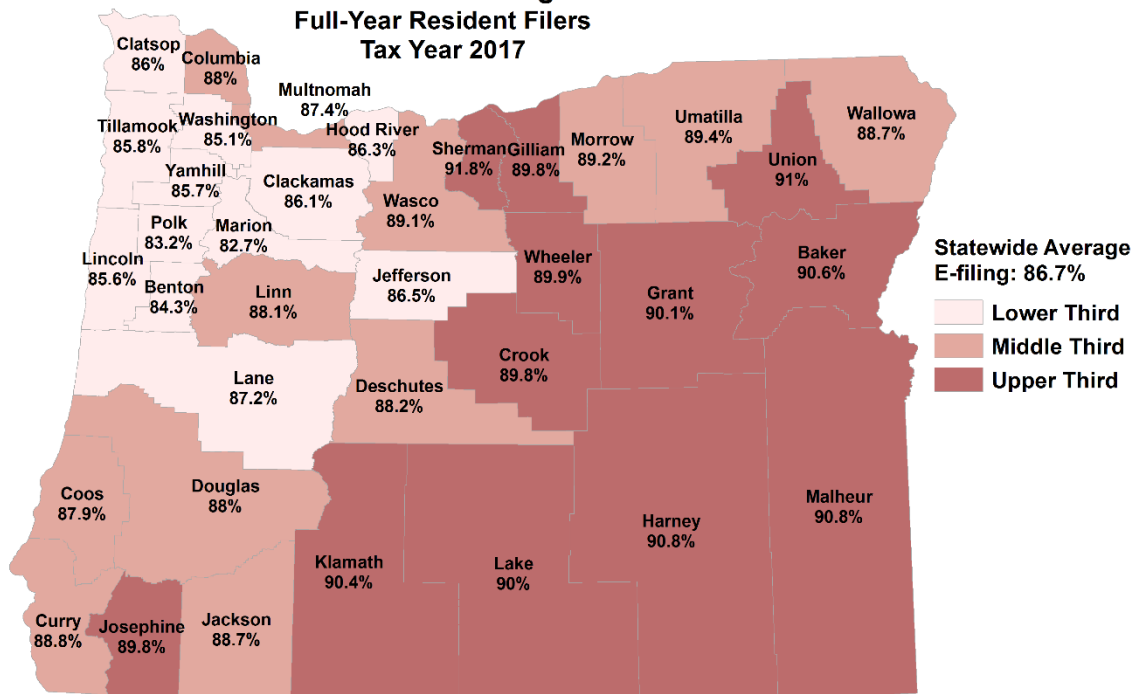 Full-Year Resident Filers
Tax Year 2017
Clatsop
86%
Columbia
88%
Multnomah
87.4%
Tillamook
85.8%
Washington
85.1%
Hood River
86.3%
Sherman
91.8%
Gilliam
89.8%
Morrow
89.2%
Umatilla
89.4%
Wallowa
88.7%
Union
91%
Yamhill
85.7%
Clackamas
86.1%
Wasco
89.1%
Polk
83.2%
Marion
82.7%
Lincoln
85.6%
Benton
84.3%
Linn
88.1%
Jefferson
86.5%
Wheeler
89.9%
Grant
90.1%
Baker
90.6%
Statewide Average
E-filing: 86.7%
Lower Third
Middle Third
Upper Third
Lane
87.2%
Deschutes
88.2%
Crook
89.8%
Coos
87.9%
Douglas
88%
Klamath
90.4%
Lake
90%
Harney
90.8%
Malheur
90.8%
Curry
88.8%
Josephine
89.8%
Jackson
88.7%